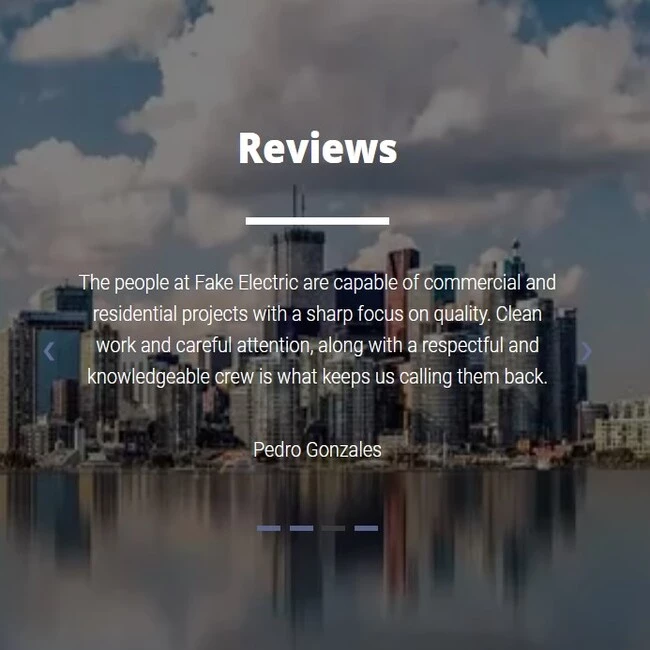 Reviews
The people at Fake Electric are capable of commercial and
residential projects with a sharp focus on quality. Clean
work and careful attention, along with a respectful and
knowledgeable crew is what keeps us calling them back.
Pedro Gonzales